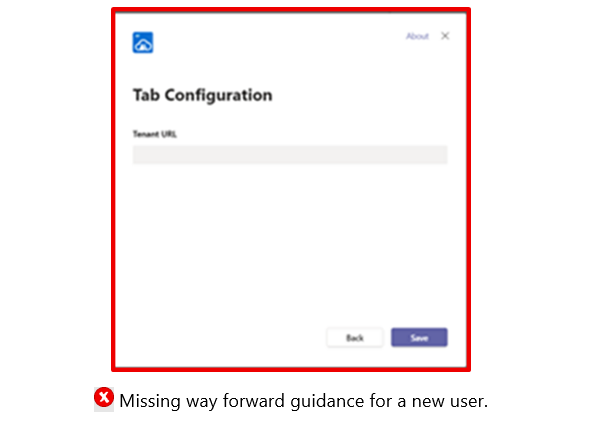 About
Tab Configuration
Tenant URL
Back Save
Missing way forward guidance for a new user.